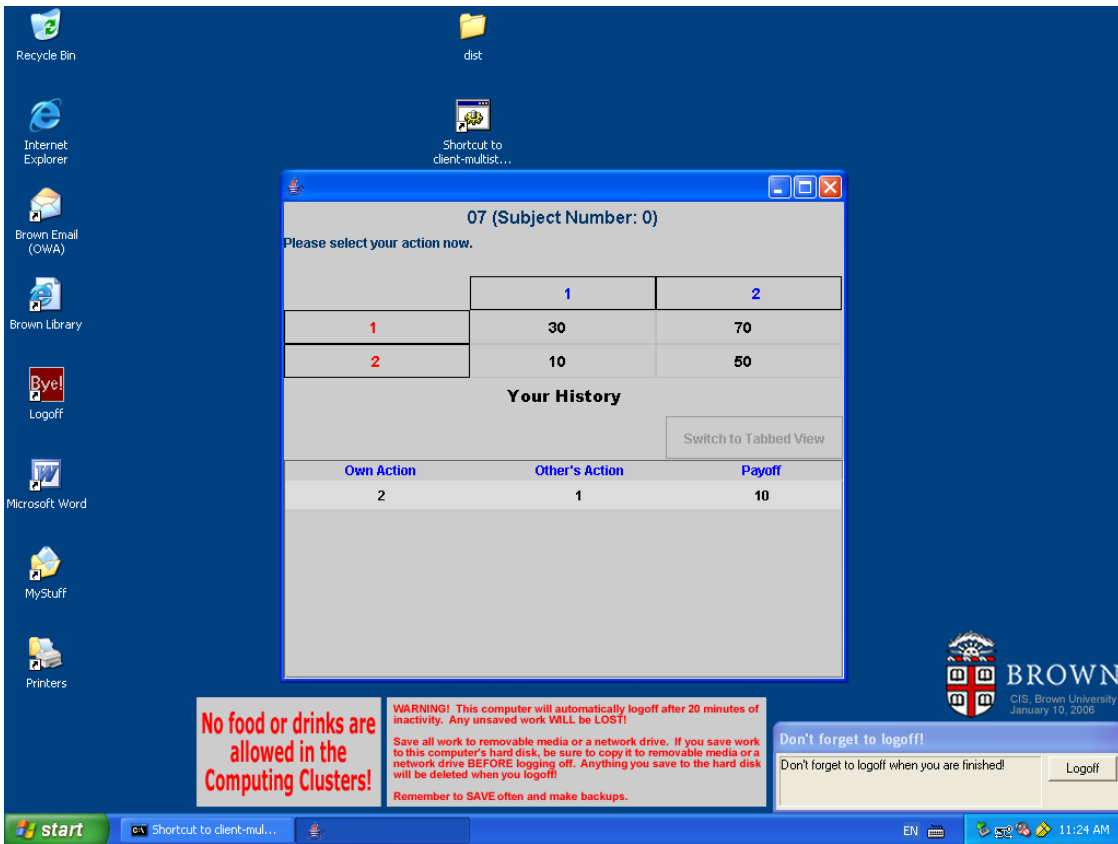 Recycle Bin
dist
Internet
Explorer
Shortcut to
client-multist...
Brown Email
(OWA)
Brown Library
Bye!
Logoff
Microsoft Word
MyStuff
Printers
07 (Subject Number: 0)
Please select your action now.
1 2
1 30 70
2 10 50
Your History
Switch to Tabbed View
Own Action Other's Action Payoff
2 1 10
No food or drinks are
allowed in the
Computing Clusters!
WARNING! This computer will automatically logoff after 20 minutes of
inactivity. Any unsaved work WILL be LOST!
Save all work to removable media or a network drive. If you save work
to this computer's hard disk, be sure to copy it to removable media or a
network drive BEFORE logging off. Anything you save to the hard disk
will be deleted when you logoff!
Remember to SAVE often and make backups.
BROWN
CIS, Brown University
January 10, 2006
Don't forget to logoff!
Don't forget to logoff when you are finished!
Logoff
start
Shortcut to client-mul...
EN
11:24 AM